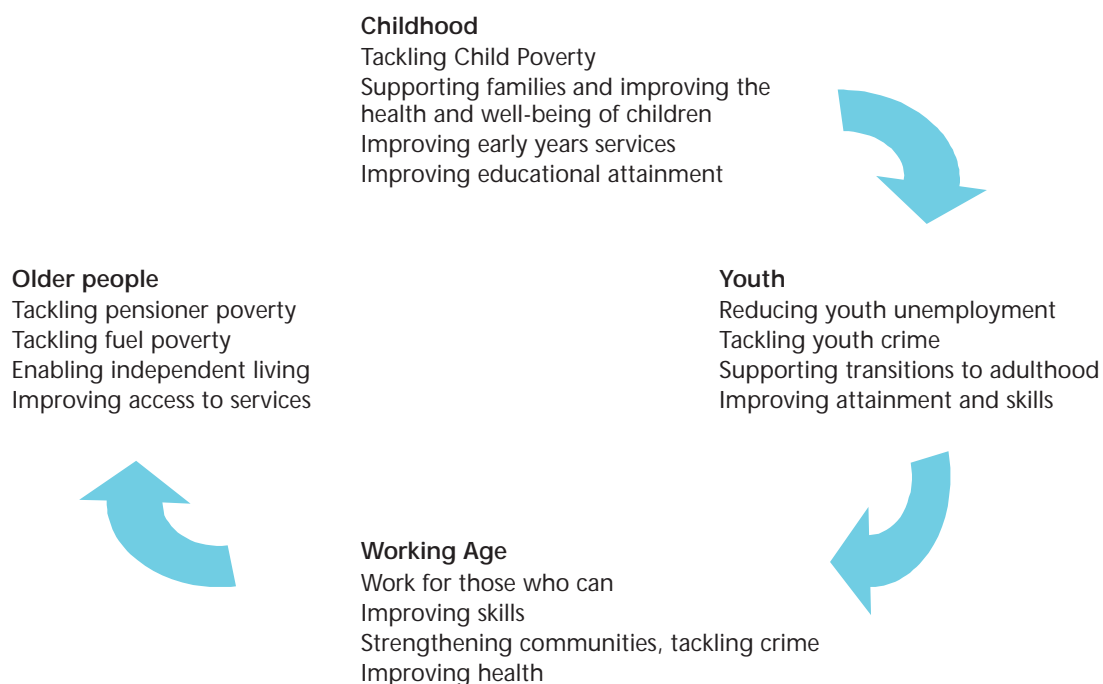 Childhood
Tackling Child Poverty
Supporting families and improving the
health and well-being of children
Improving early years services
Improving educational attainment
Older people
Tackling pensioner poverty
Tackling fuel poverty
Enabling independent living
Improving access to services
Youth
Reducing youth unemployment
Tackling youth crime
Supporting transitions to adulthood
Improving attainment and skills
Working Age
Work for those who can
Improving skills
Strengthening communities, tackling crime
Improving health